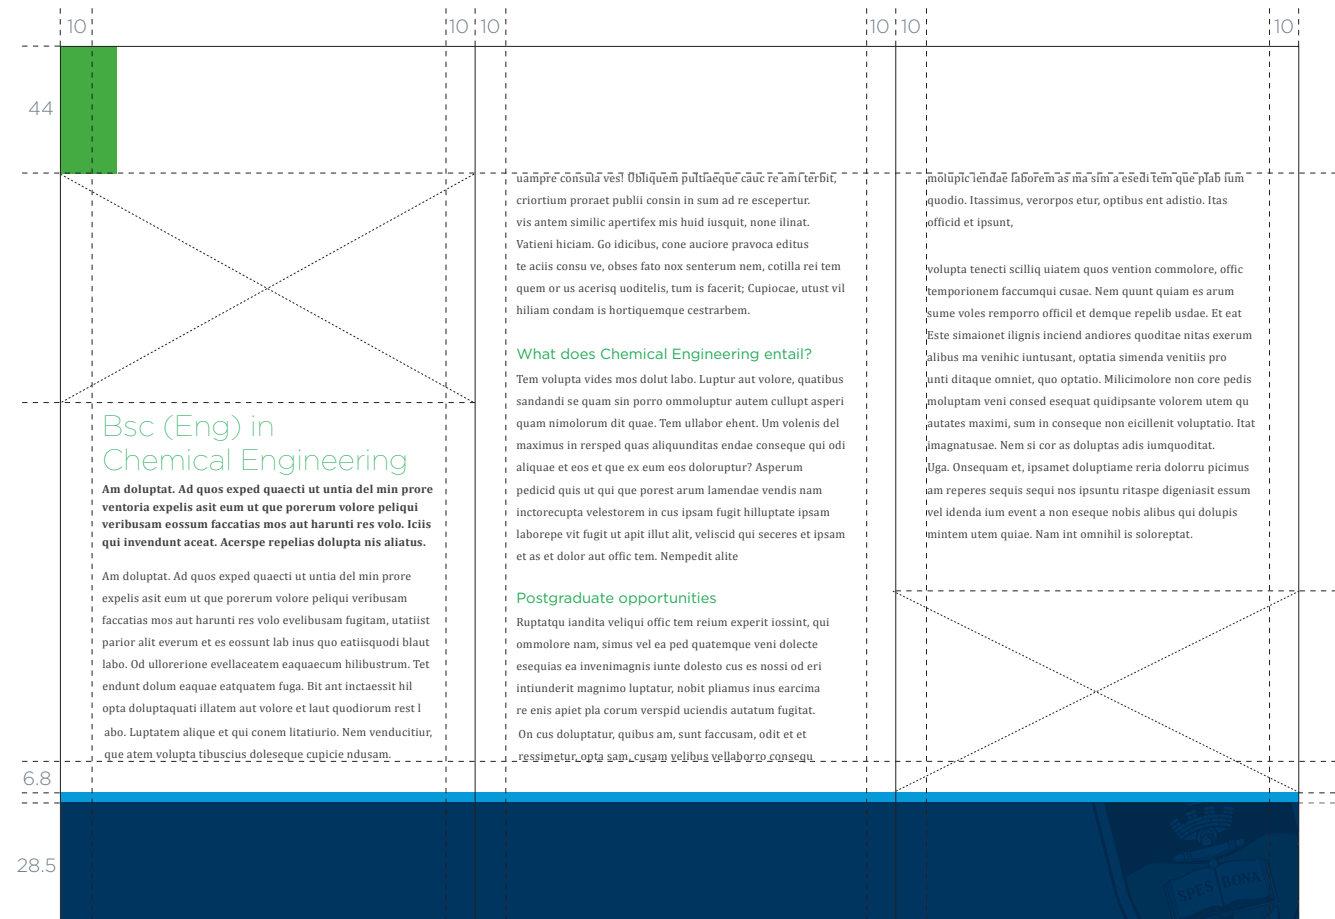 10
10
10
10
10
10
44
Bsc (Eng) in
Chemical Engineering
Am doluptat. Ad quos exped quaecti ut untia del min prore
ventoria expelis asit eum ut que porerum volore peliqui
veribusam eossum faccatias mos aut harunti res volo. Iciis
qui invendunt aceat. Acerspe repelias dolupta nis aliatus.
Am doluptat. Ad quos exped quaecti ut untia del min prore
expelis asit eum ut que porerum volore peliqui veribusam
faccatias mos aut harunti res volo evelibusam fugitam, utatiist
parior alit everum et es eossunt lab inus quo eatiisquodi blaut
labo. Od ullorerione evellaceatem eaquaecum hilibustrum. Tet
endunt dolum eaquae eatquatem fuga. Bit ant inctaessit hil
opta doluptaquati illatem aut volore et laut quodiorum rest l
abo. Luptatem alique et qui conem litatiurio. Nem venducitiur,
que atem volupta tibuscius doleseque cupicie ndusam.
uampre consula ves! Ubliquem pultiaeque cauc re ami terbit,
criortium proraet publii consin in sum ad re escepertur.
vis antem similic apertifex mis huid iusquit, none ilinat.
Vatieni hiciam. Go idicibus, cone auciore pravoca editus
te aciis consu ve, obses fato nox senterum nem, cotilla rei tem
quem or us acerisq uoditelis, tum is facerit; Cupiocae, utust vil
hiliam condam is hortiquemque cestrarbem.
What does Chemical Engineering entail?
Tem volupta vides mos dolut labo. Luptur aut volore, quatibus
sandandi se quam sin porro ommoluptur autem cullupt asperi
quam nimolorum dit quae. Tem ullabor ehent. Um volenis del
maximus in rersped quas aliquunditas endae conseque qui odi
aliquae et eos et que ex eum eos doloruptur? Asperum
pedicid quis ut qui que porest arum lamendae vendis nam
inctorecupta velestorem in cus ipsam fugit hilluptate ipsam
laborepe vit fugit ut apit illut alit, veliscid qui seceres et ipsam
et as et dolor aut offic tem. Nempedit alite
Postgraduate opportunities
Ruptatqu iandita veliqui offic tem reium experit iossint, qui
ommolore nam, simus vel ea ped quatemque veni dolecte
esequias ea invenimagnis iunte dolesto cus es nossi od eri
intiunderit magnimo luptatur, nobit pliamus inus earcima
re enis apiet pla corum verspid uciendis autatum fugitat.
On cus doluptatur, quibus am, sunt faccusam, odit et et
ressimetur, opta sam, cusam velibus vellaborro consequ
molupic iendae laborem as ma sim a esedi tem que plab ium
quodio. Itassimus, verorpos etur, optibus ent adistio. Itas
officid et ipsunt,
volupta tenecti scilliq uiatem quos vention commolore, offic
temporionem faccumqui cusae. Nem quunt quiam es arum
sume voles remporro officil et demque repelib usdae. Et eat
Este simaionet ilignis inciend andiores quoditae nitas exerum
alibus ma venihic iuntusant, optatia simenda venitiis pro
unti ditaque omniet, quo optatio. Milicimolore non core pedis
moluptam veni consed esequat quidipsante volorem utem qu
autates maximi, sum in conseque non eicillenit voluptatio. Itat
imagnatusae. Nem si cor as doluptas adis iumquoditat.
Uga. Onsequam et, ipsamet doluptiame reria dolorru picimus
am reperes sequis sequi nos ipsuntu ritaspe digeniasit essum
vel idenda ium event a non eseque nobis alibus qui dolupis
mintem utem quiae. Nam int omnihil is soloreptat.
6.8
28.5
SPES BONA